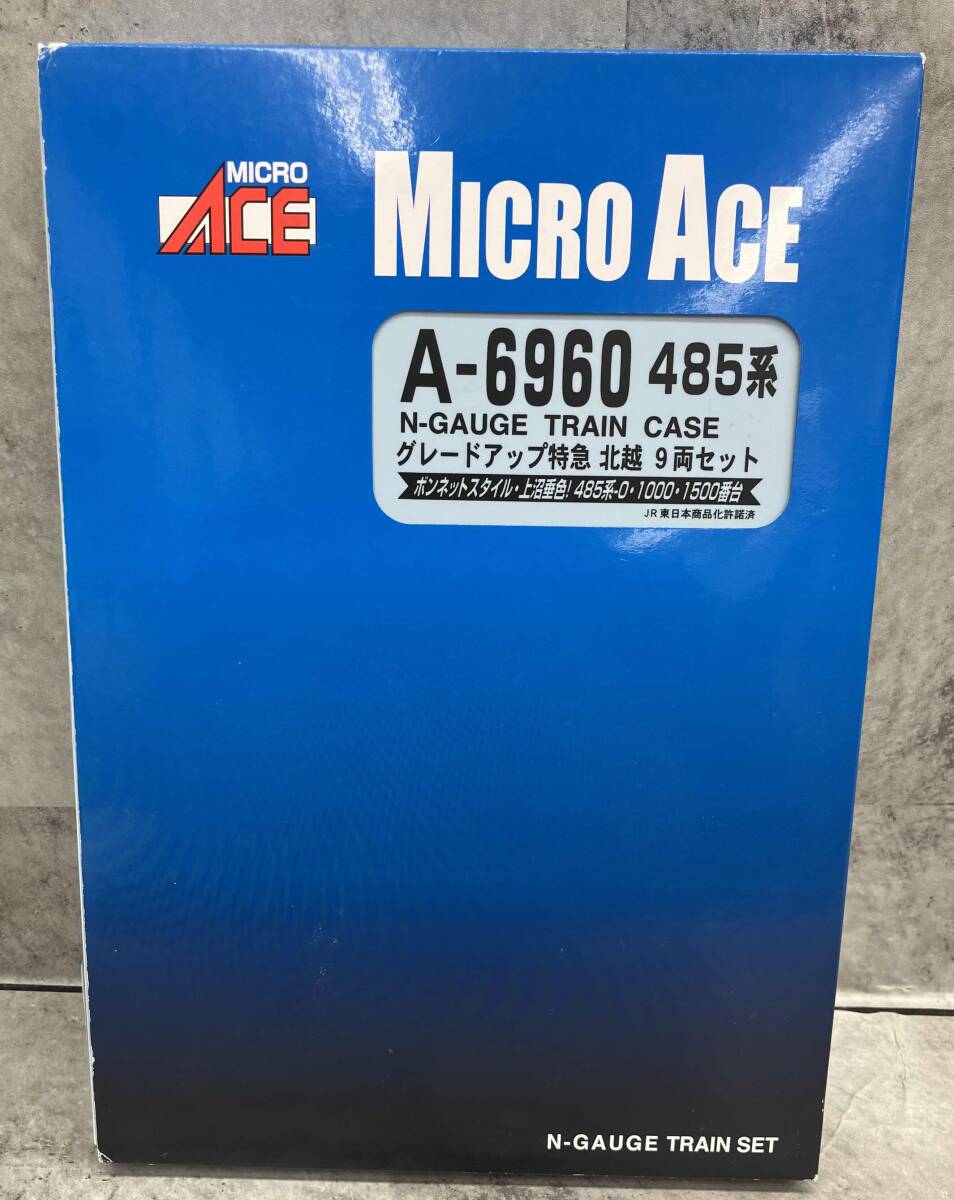 MICRO
ACE
MICRO ACE
A-6960 485系
N-GAUGE TRAIN CASE
グレードアップ特急 北越 9両セット
ボンネットスタイル・上沼垂色! 485系-0・1000・1500番台
JR東日本商品化許諾済
N-GAUGE TRAIN SET